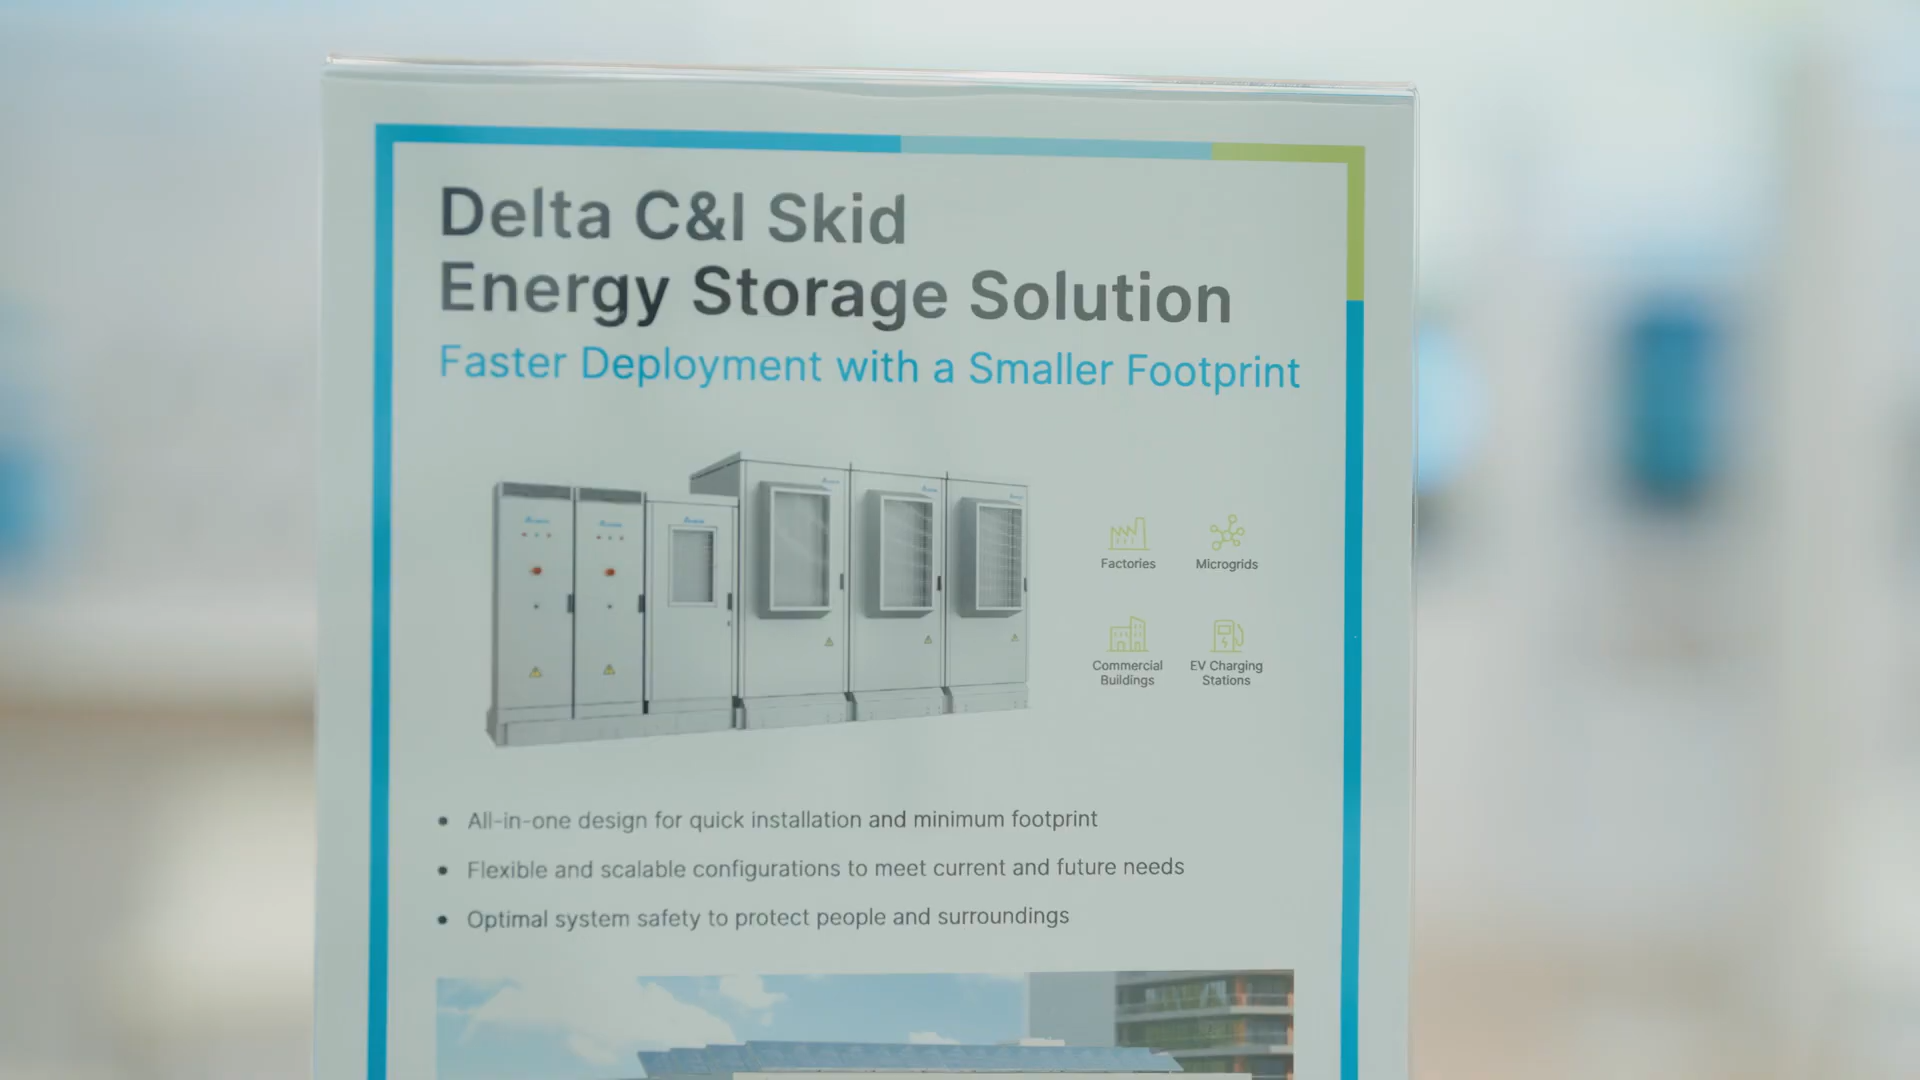 Delta C&I Skid
Energy Storage Solution
Faster Deployment with a Smaller Footprint
Factories
Microgrids
Commercial
Buildings
EV Charging
Stations
• All-in-one design for quick installation and minimum footprint
• Flexible and scalable configurations to meet current and future needs
• Optimal system safety to protect people and surroundings